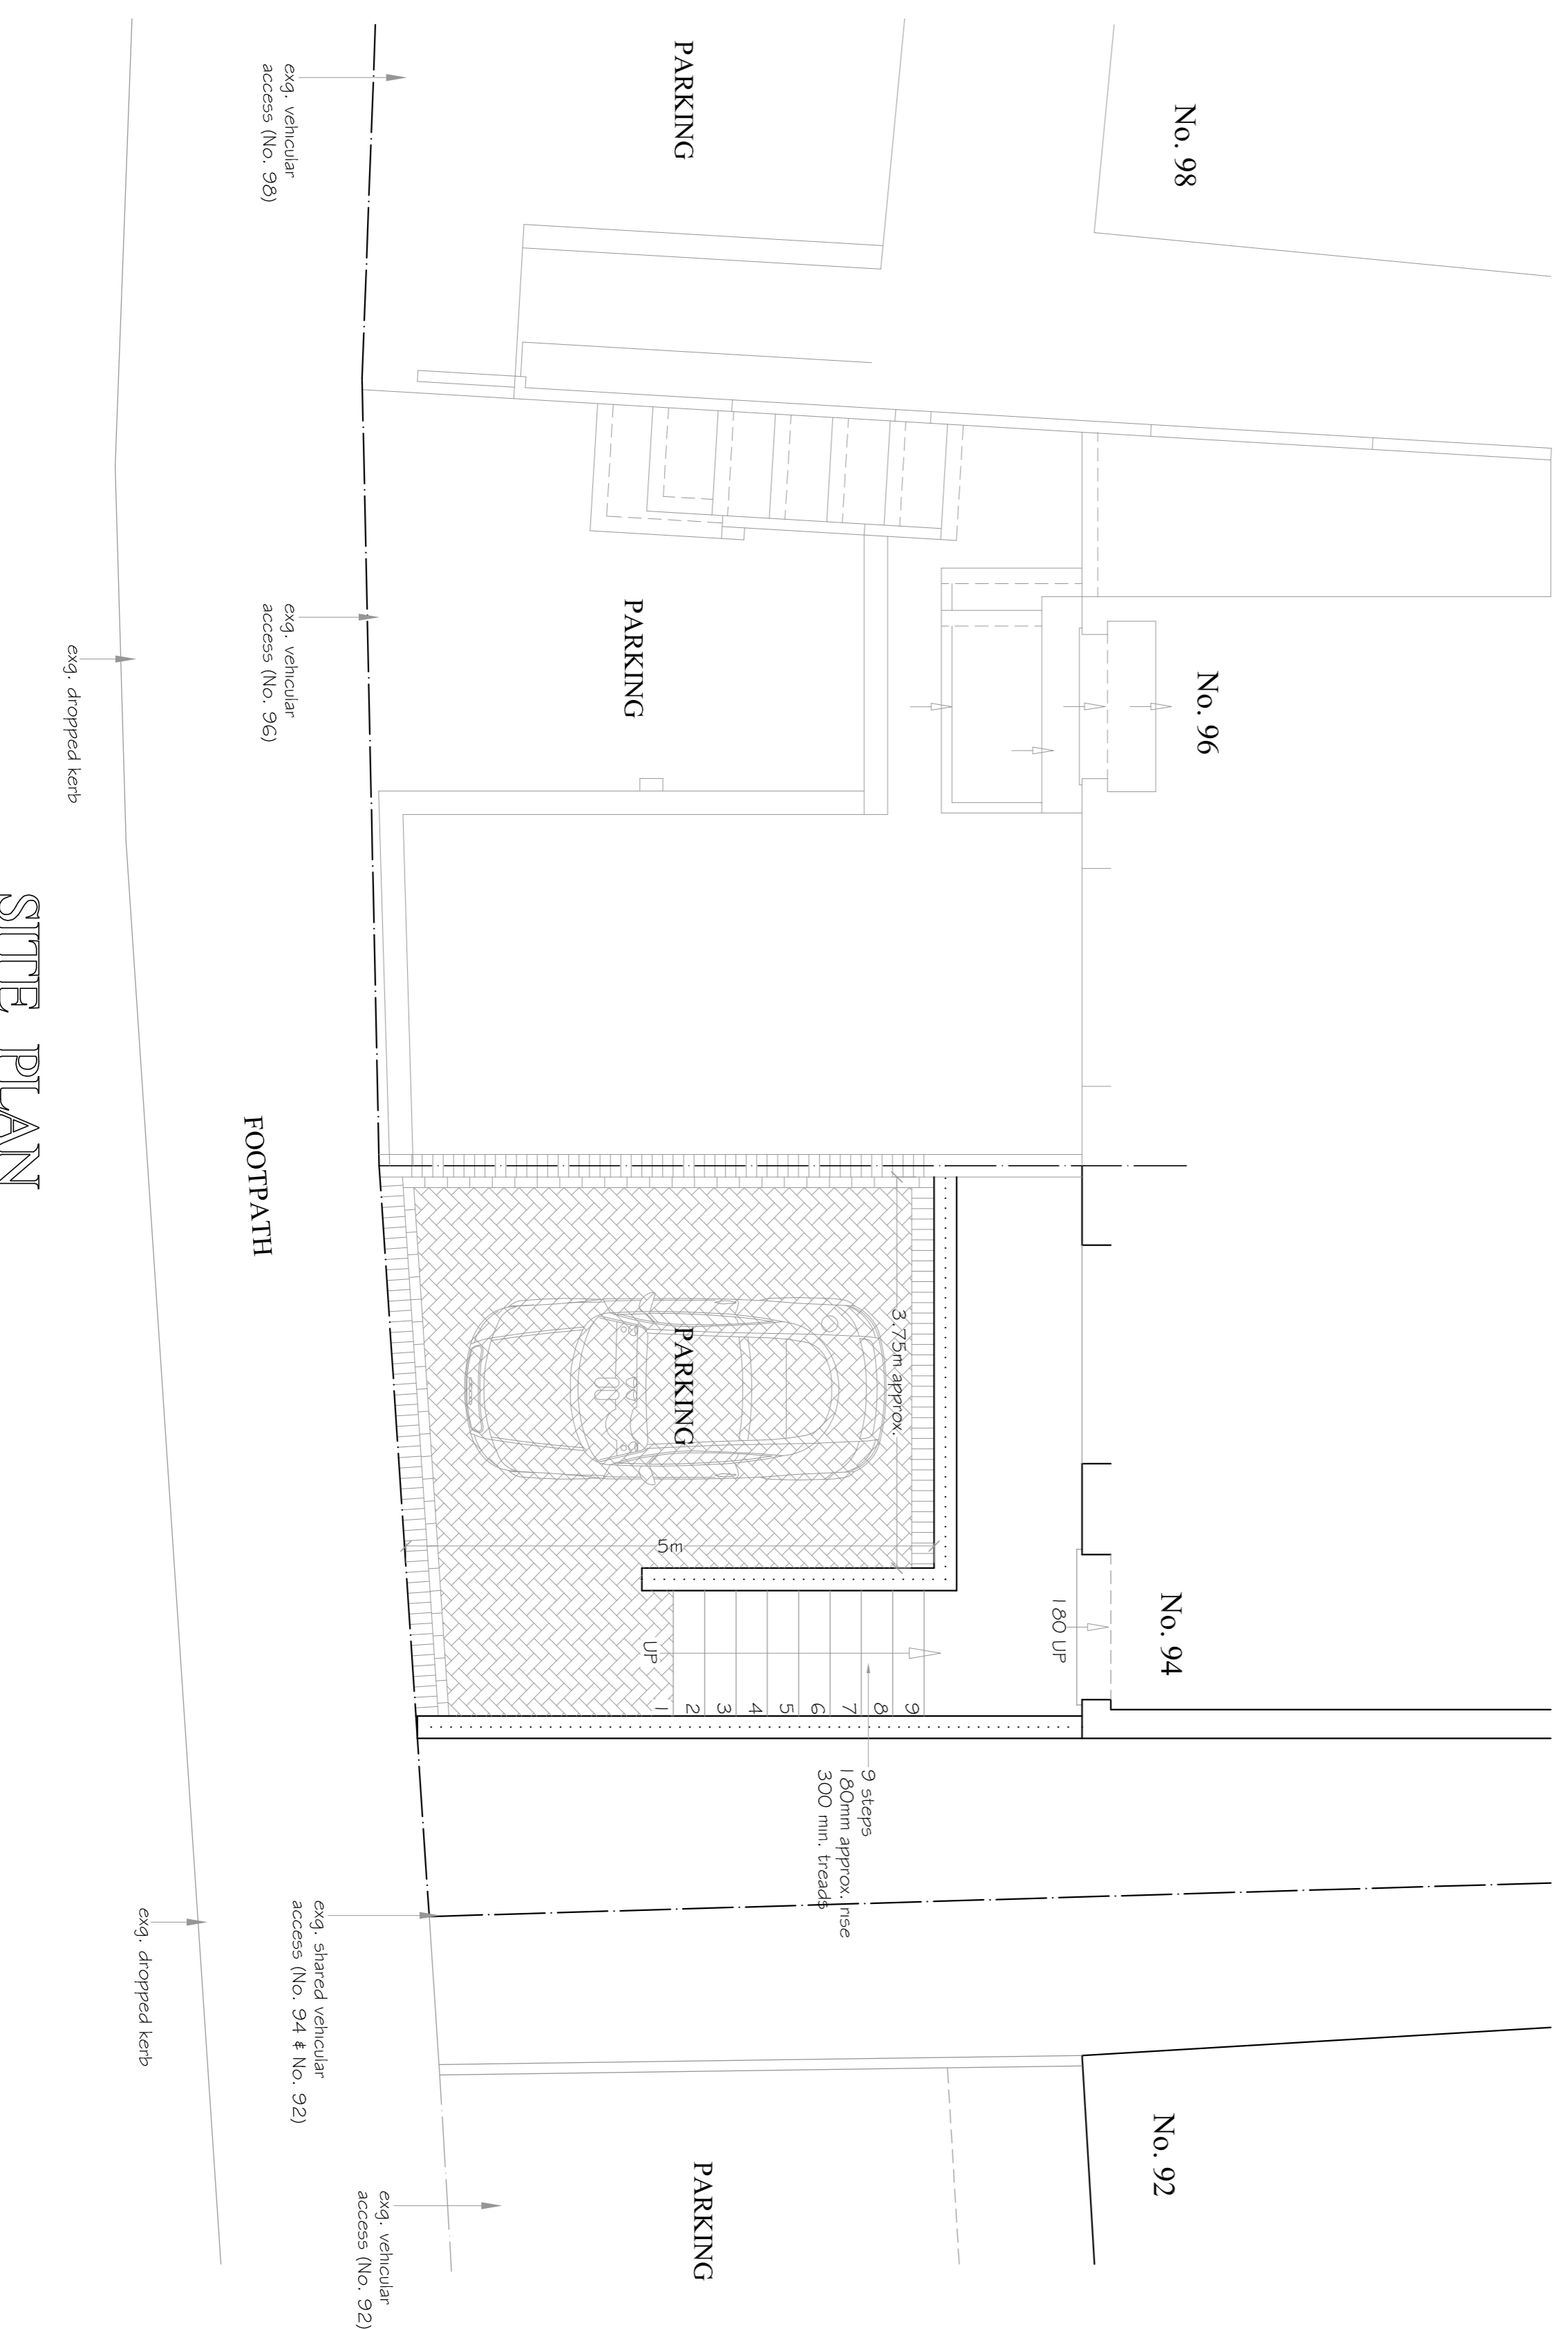 No. 98
No. 96
No. 94
No. 92
180 UP
3.75m approx.
9 steps
180mm approx. rise
300 min. treads
1
2
3
4
5
6
7
8
9
UP
5m
PARKING
PARKING
PARKING
PARKING
exg. vehicular
access (No. 98)
exg. vehicular
access (No. 96)
exg. shared vehicular
access (No. 94 & No. 92)
exg. vehicular
access (No. 92)
FOOTPATH
exg. dropped kerb
exg. dropped kerb
SITE PLAN